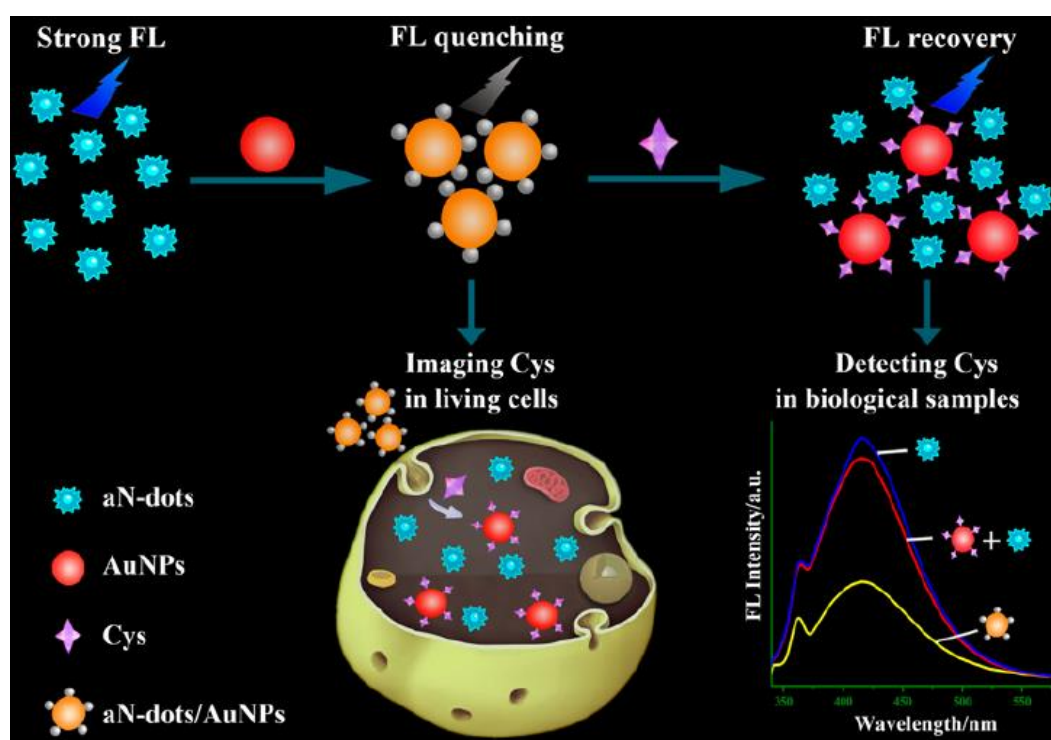 Strong FL
FL quenching
FL recovery
Imaging Cys
in living cells
Detecting Cys
in biological samples
aN-dots
AuNPs
Cys
aN-dots/AuNPs
FL Intensity/a.u.
+
350 400 450 500 550
Wavelength/nm